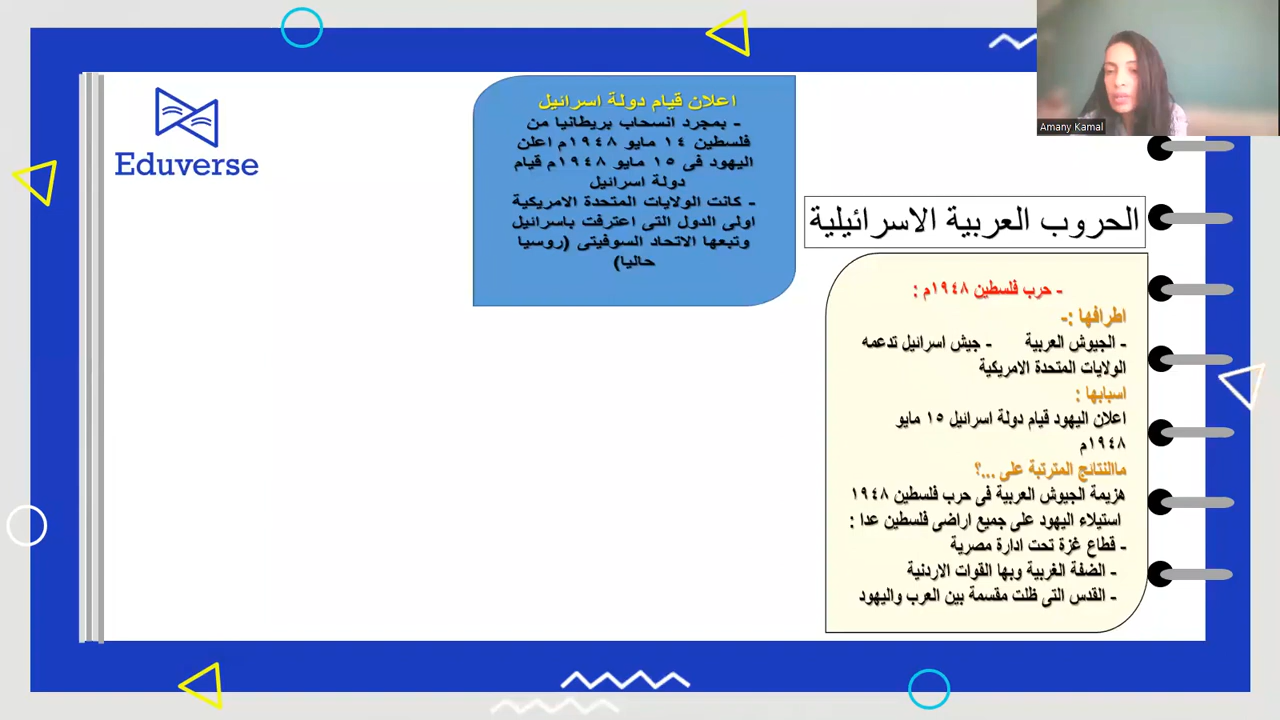 Eduverse
Amany Kamal
اعلان قيام دولة اسرائيل
- بمجرد انسحاب بريطانيا من
فلسطين ١٤ مايو ١٩٤٨م اعلن
اليهود فى ١٥ مايو ١٩٤٨م قيام
دولة اسرائيل
- كانت الولايات المتحدة الامريكية
اولى الدول التى اعترفت باسرائيل
وتبعها الاتحاد السوفيتى (روسيا
حاليا)
الحروب العربية الاسرائيلية
- حرب فلسطين ١٩٤٨م :
اطرافها :-
- الجيوش العربية - جيش اسرائيل تدعمه
الولايات المتحدة الامريكية
اسبابها :
اعلان اليهود قيام دولة اسرائيل ١٥ مايو
١٩٤٨م
ماالنتائج المترتبة على ...؟
هزيمة الجيوش العربية فى حرب فلسطين ١٩٤٨
استيلاء اليهود على جميع اراضى فلسطين عدا :
- قطاع غزة تحت ادارة مصرية
- الضفة الغربية وبها القوات الاردنية
- القدس التى ظلت مقسمة بين العرب واليهود